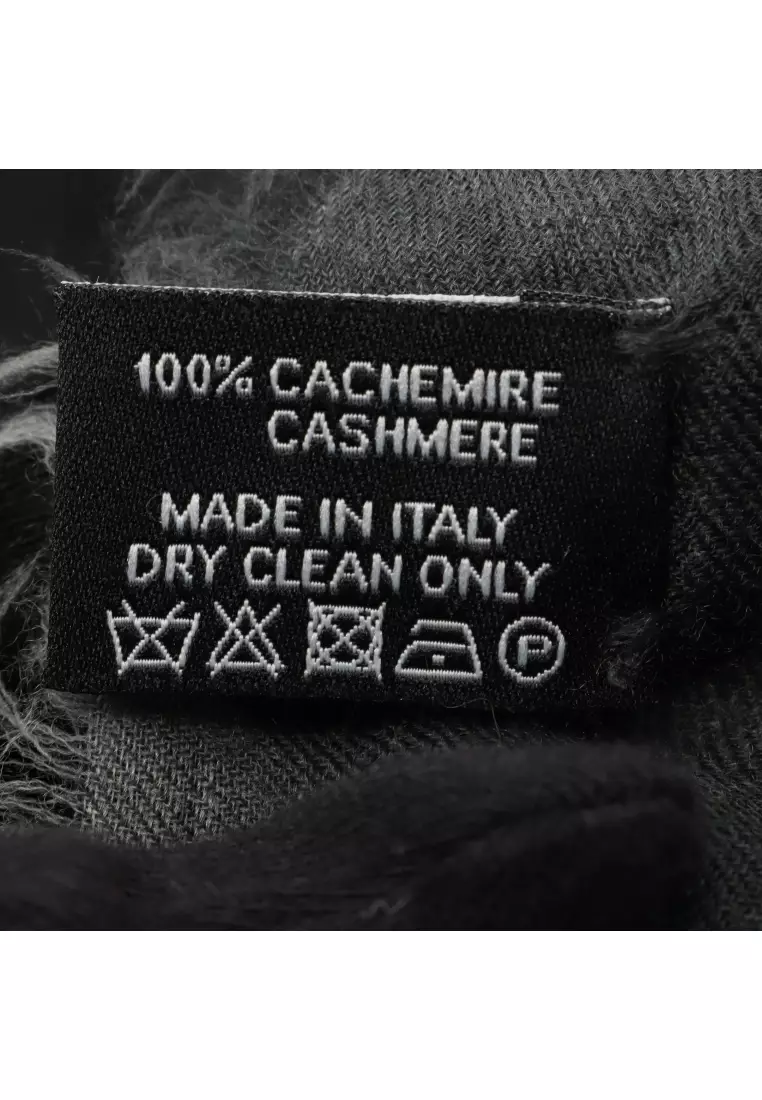 100% CACHEMIRE
CASHMERE
MADE IN ITALY
DRY CLEAN ONLY
P